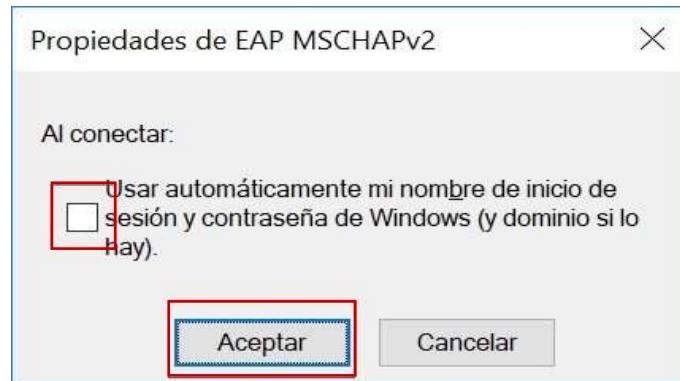 Propiedades de EAP MSCHAPv2
Al conectar:
Usar automáticamente mi nombre de inicio de
sesión y contraseña de Windows (y dominio si lo
hay).
Aceptar
Cancelar